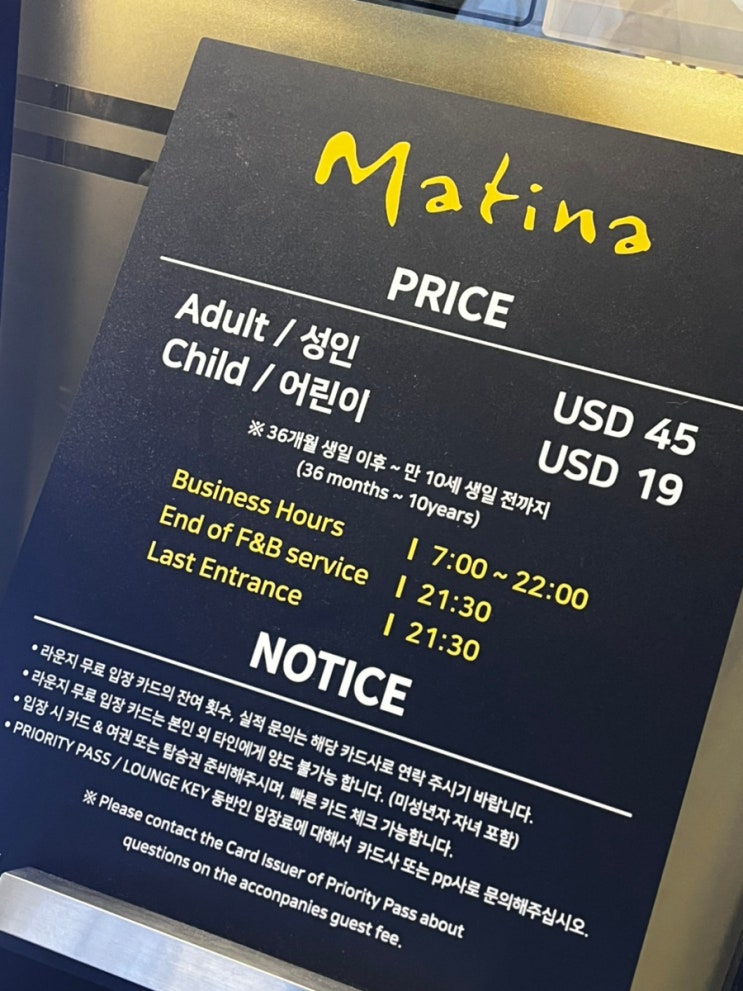 Matina
PRICE
Adult / 성인 USD 45
Child / 어린이 USD 19
※ 36개월 생일 이후 ~ 만 10세 생일 전까지
(36 months ~ 10years)
Business Hours | 7:00 ~ 22:00
End of F&B service | 21:30
Last Entrance | 21:30
NOTICE
• 라운지 무료 입장 카드의 잔여 횟수, 실적 문의는 해당 카드사로 연락 주시기 바랍니다.
• 라운지 무료 입장 카드는 본인 외 타인에게 양도 불가능 합니다. (미성년자 자녀 포함)
• 입장 시 카드 & 여권 또는 탑승권 준비해주시며, 빠른 카드 체크 가능합니다.
• PRIORITY PASS / LOUNGE KEY 동반인 입장료에 대해서 카드사 또는 pp사로 문의해주십시오.
※ Please contact the Card Issuer of Priority Pass about
questions on the acconpanies guest fee.